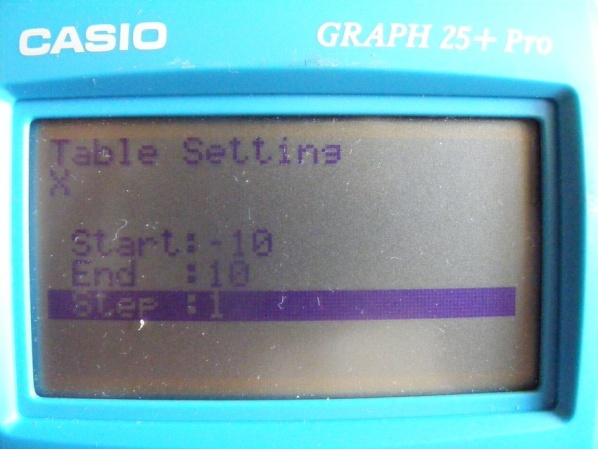 CASIO GRAPH 25+ Pro
Table Setting
X
Start:-10
End :10
Step :1